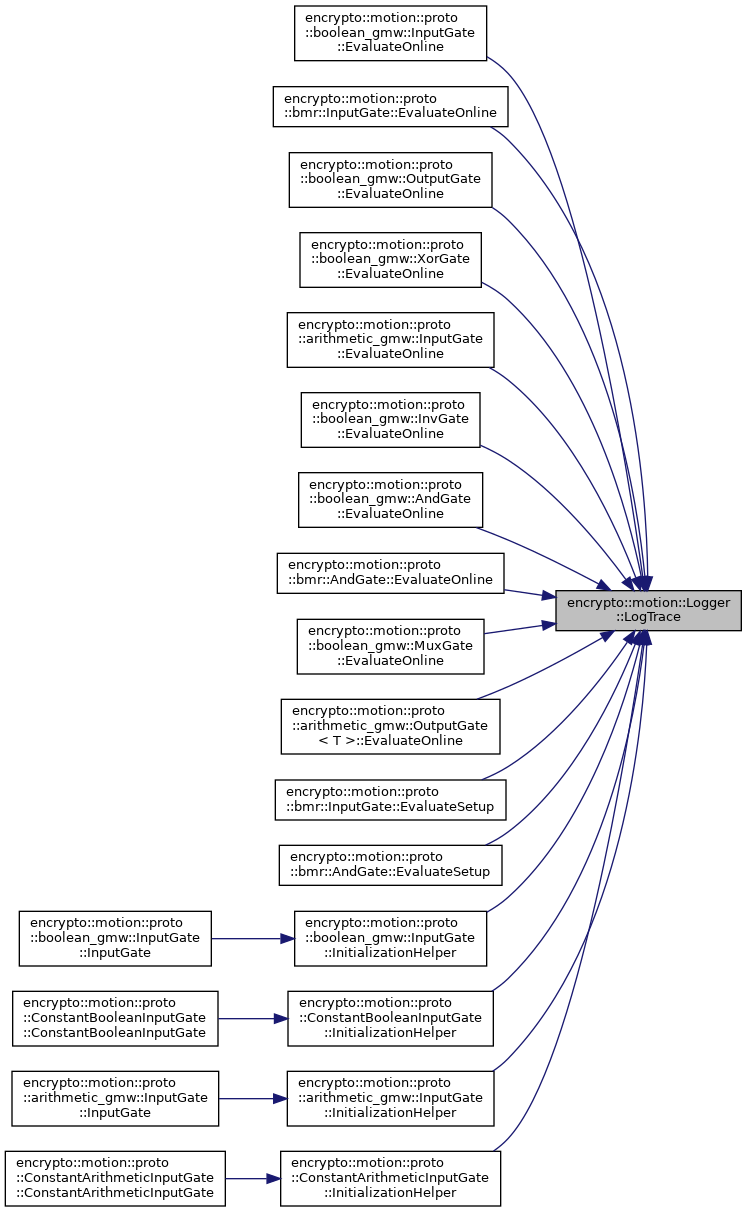 encrypto::motion::proto
::boolean_gmw::InputGate
::EvaluateOnline
encrypto::motion::proto
::bmr::InputGate::EvaluateOnline
encrypto::motion::proto
::boolean_gmw::OutputGate
::EvaluateOnline
encrypto::motion::proto
::boolean_gmw::XorGate
::EvaluateOnline
encrypto::motion::proto
::arithmetic_gmw::InputGate
::EvaluateOnline
encrypto::motion::proto
::boolean_gmw::InvGate
::EvaluateOnline
encrypto::motion::proto
::boolean_gmw::AndGate
::EvaluateOnline
encrypto::motion::proto
::bmr::AndGate::EvaluateOnline
encrypto::motion::Logger
::LogTrace
encrypto::motion::proto
::boolean_gmw::MuxGate
::EvaluateOnline
encrypto::motion::proto
::arithmetic_gmw::OutputGate
< T >::EvaluateOnline
encrypto::motion::proto
::bmr::InputGate::EvaluateSetup
encrypto::motion::proto
::bmr::AndGate::EvaluateSetup
encrypto::motion::proto
::boolean_gmw::InputGate
::InputGate
encrypto::motion::proto
::boolean_gmw::InputGate
::InitializationHelper
encrypto::motion::proto
::ConstantBooleanInputGate
::ConstantBooleanInputGate
encrypto::motion::proto
::ConstantBooleanInputGate
::InitializationHelper
encrypto::motion::proto
::arithmetic_gmw::InputGate
::InputGate
encrypto::motion::proto
::arithmetic_gmw::InputGate
::InitializationHelper
encrypto::motion::proto
::ConstantArithmeticInputGate
::ConstantArithmeticInputGate
encrypto::motion::proto
::ConstantArithmeticInputGate
::InitializationHelper